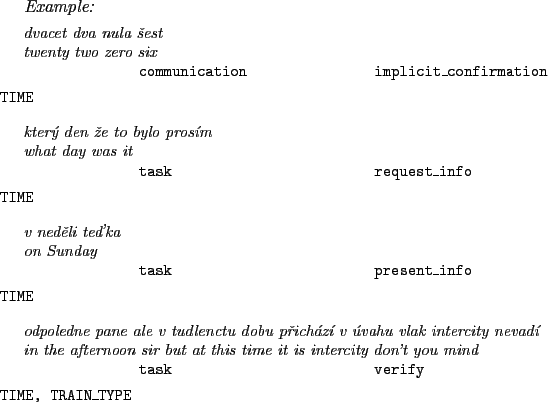 Example:
dvacet dva nula šest
twenty two zero six
communication implicit_confirmation
TIME
který den že to bylo prosím
what day was it
task request_info
TIME
v neděli teďka
on Sunday
task present_info
TIME
odpoledne pane ale v tudlenctu dobu přichází v úvahu vlak intercity nevadí
in the afternoon sir but at this time it is intercity don't you mind
task verify
TIME, TRAIN_TYPE